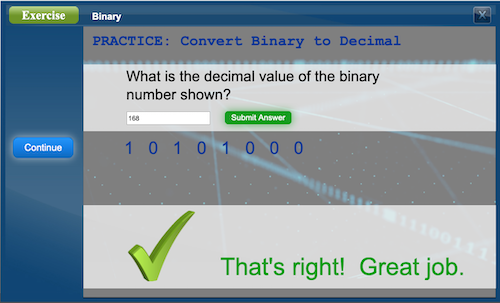 Exercise
Binary
X
PRACTICE: Convert Binary to Decimal
What is the decimal value of the binary
number shown?
168
Submit Answer
Continue
1 0 1 0 1 0 0 0
That's right! Great job.